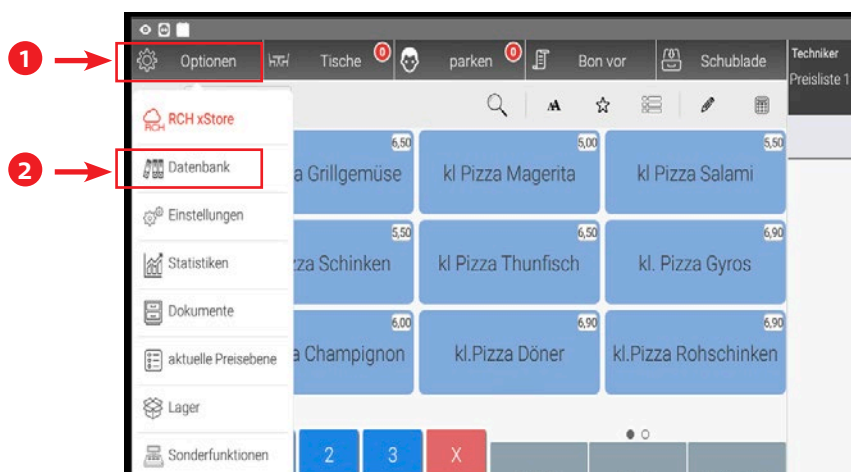 1
Optionen Tische 0 parken 0 Bon vor Schublade Techniker
Preisliste 1
RCH RCH xStore
AA
2
Datenbank
6,50 5,00 5,50
a Grillgemüse kl Pizza Magerita kl Pizza Salami
Einstellungen
5,50 6,50 6,90
Statistiken
zza Schinken kl Pizza Thunfisch kl. Pizza Gyros
Dokumente
6,00 6,90 6,90
aktuelle Preisebene
a Champignon kl.Pizza Döner kl.Pizza Rohschinken
Lager
Sonderfunktionen
2 3 X